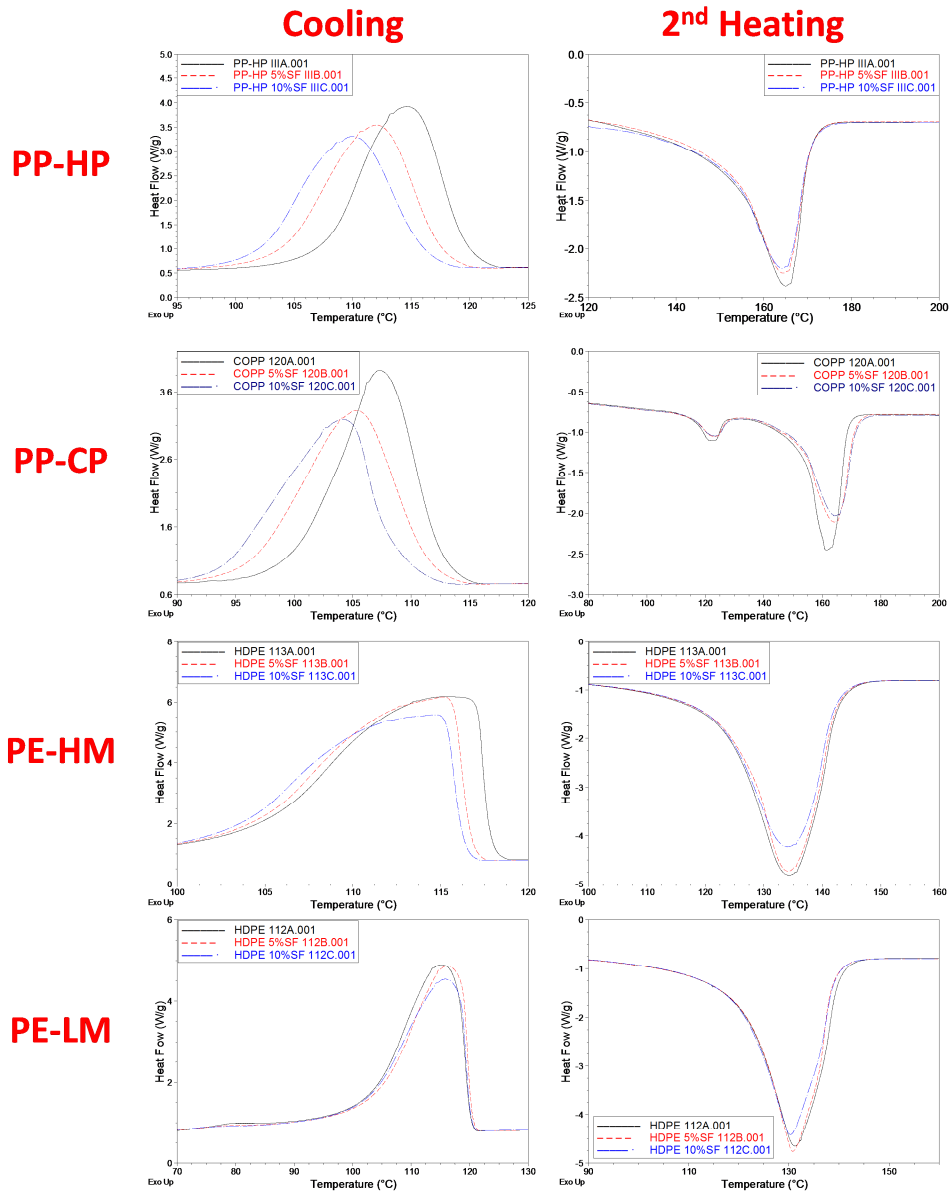 Cooling
2nd Heating
PP-HP
5.0
4.5
4.0
3.5
3.0
2.5
2.0
1.5
1.0
0.5
0.0
Heat Flow (W/g)
PP-HP IIIA.001
PP-HP 5%SF IIIB.001
PP-HP 10%SF IIIC.001
95
100
105
110
115
120
125
Exo Up
Temperature (°C)
0.0
-0.5
-1.0
-1.5
-2.0
-2.5
Heat Flow (W/g)
PP-HP IIIA.001
PP-HP 5%SF IIIB.001
PP-HP 10%SF IIIC.001
120
140
160
180
200
Exo Up
Temperature (°C)
PP-CP
3.6
2.6
1.6
0.6
Heat Flow (W/g)
COPP 120A.001
COPP 5%SF 120B.001
COPP 10%SF 120C.001
90
95
100
105
110
115
120
Exo Up
Temperature (°C)
0.0
-0.5
-1.0
-1.5
-2.0
-2.5
-3.0
Heat Flow (W/g)
COPP 120A.001
COPP 5%SF 120B.001
COPP 10%SF 120C.001
80
100
120
140
160
180
200
Exo Up
Temperature (°C)
PE-HM
8
6
4
2
0
Heat Flow (W/g)
HDPE 113A.001
HDPE 5%SF 113B.001
HDPE 10%SF 113C.001
100
105
110
115
120
Exo Up
Temperature (°C)
0
-1
-2
-3
-4
-5
Heat Flow (W/g)
HDPE 113A.001
HDPE 5%SF 113B.001
HDPE 10%SF 113C.001
100
110
120
130
140
150
160
Exo Up
Temperature (°C)
PE-LM
6
4
2
0
Heat Flow (W/g)
HDPE 112A.001
HDPE 5%SF 112B.001
HDPE 10%SF 112C.001
70
80
90
100
110
120
130
Exo Up
Temperature (°C)
0
-1
-2
-3
-4
-5
Heat Flow (W/g)
HDPE 112A.001
HDPE 5%SF 112B.001
HDPE 10%SF 112C.001
90
110
130
150
Exo Up
Temperature (°C)